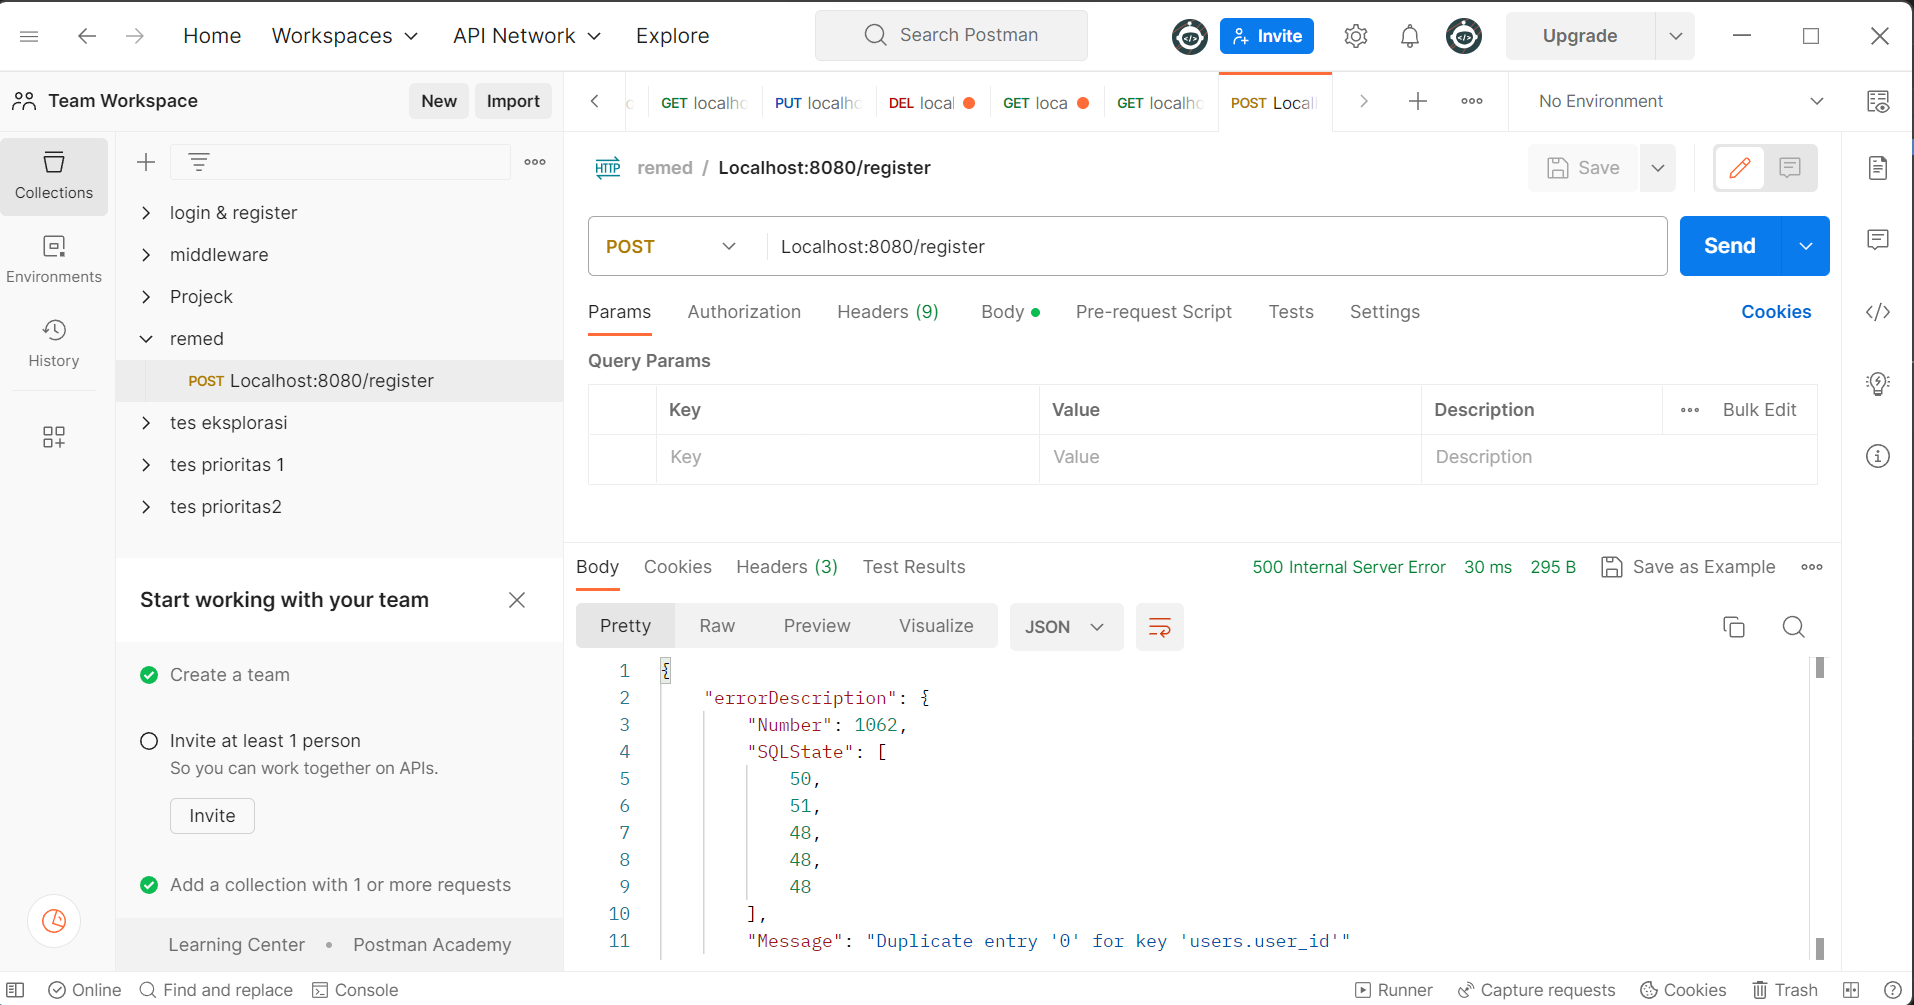 Home
Workspaces
API Network
Explore
Search Postman
Invite
Upgrade
Team Workspace
New
Import
GET localho
PUT localho
DEL local
GET loca
GET localho
POST Local
No Environment
Collections
Environments
History
login & register
middleware
Projeck
remed
POST Localhost:8080/register
tes eksplorasi
tes prioritas 1
tes prioritas2
HTTP
remed / Localhost:8080/register
Save
POST
Localhost:8080/register
Send
Params
Authorization
Headers (9)
Body
Pre-request Script
Tests
Settings
Cookies
Query Params
Key
Value
Description
Bulk Edit
Key
Value
Description
Start working with your team
Create a team
Invite at least 1 person
So you can work together on APIs.
Invite
Add a collection with 1 or more requests
Learning Center
Postman Academy
Body
Cookies
Headers (3)
Test Results
500 Internal Server Error
30 ms
295 B
Save as Example
Pretty
Raw
Preview
Visualize
JSON
1 {
2 "errorDescription": {
3 "Number": 1062,
4 "SQLState": [
5 50,
6 51,
7 48,
8 48,
9 48
10 ],
11 "Message": "Duplicate entry '0' for key 'users.user_id'"
Online
Find and replace
Console
Runner
Capture requests
Cookies
Trash